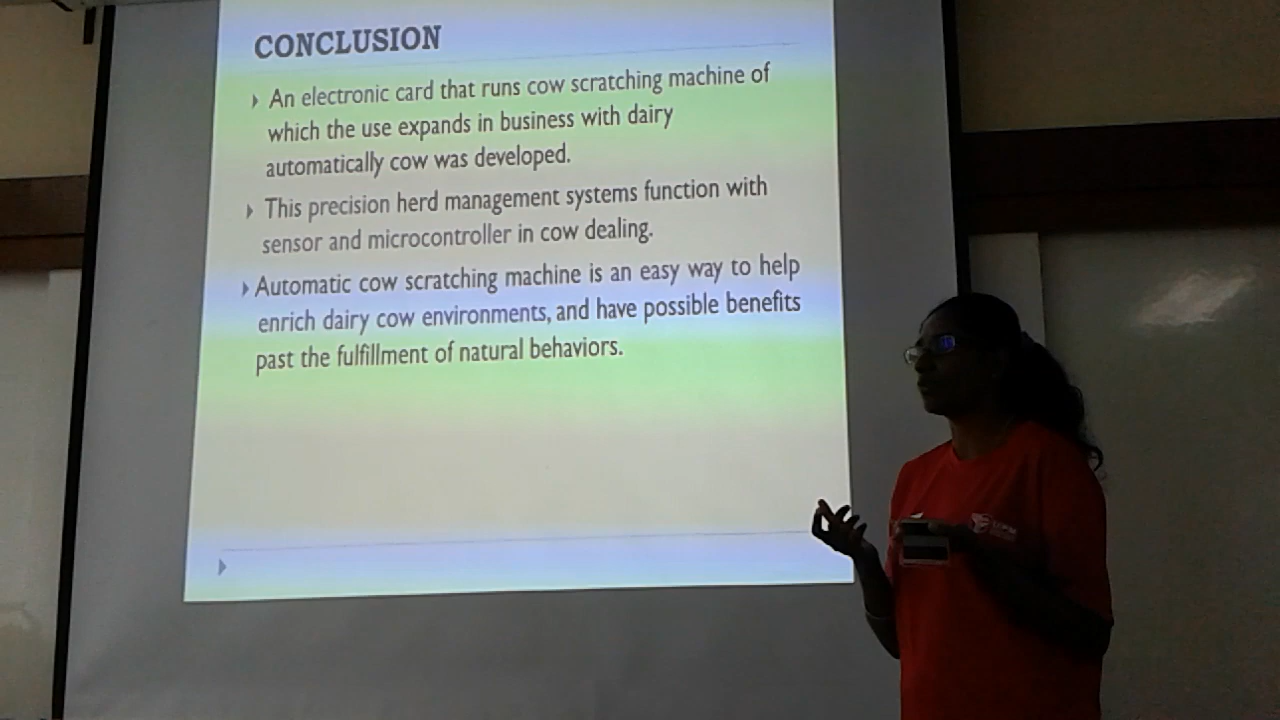 CONCLUSION
An electronic card that runs cow scratching machine of
which the use expands in business with dairy
automatically cow was developed.
This precision herd management systems function with
sensor and microcontroller in cow dealing.
Automatic cow scratching machine is an easy way to help
enrich dairy cow environments, and have possible benefits
past the fulfillment of natural behaviors.